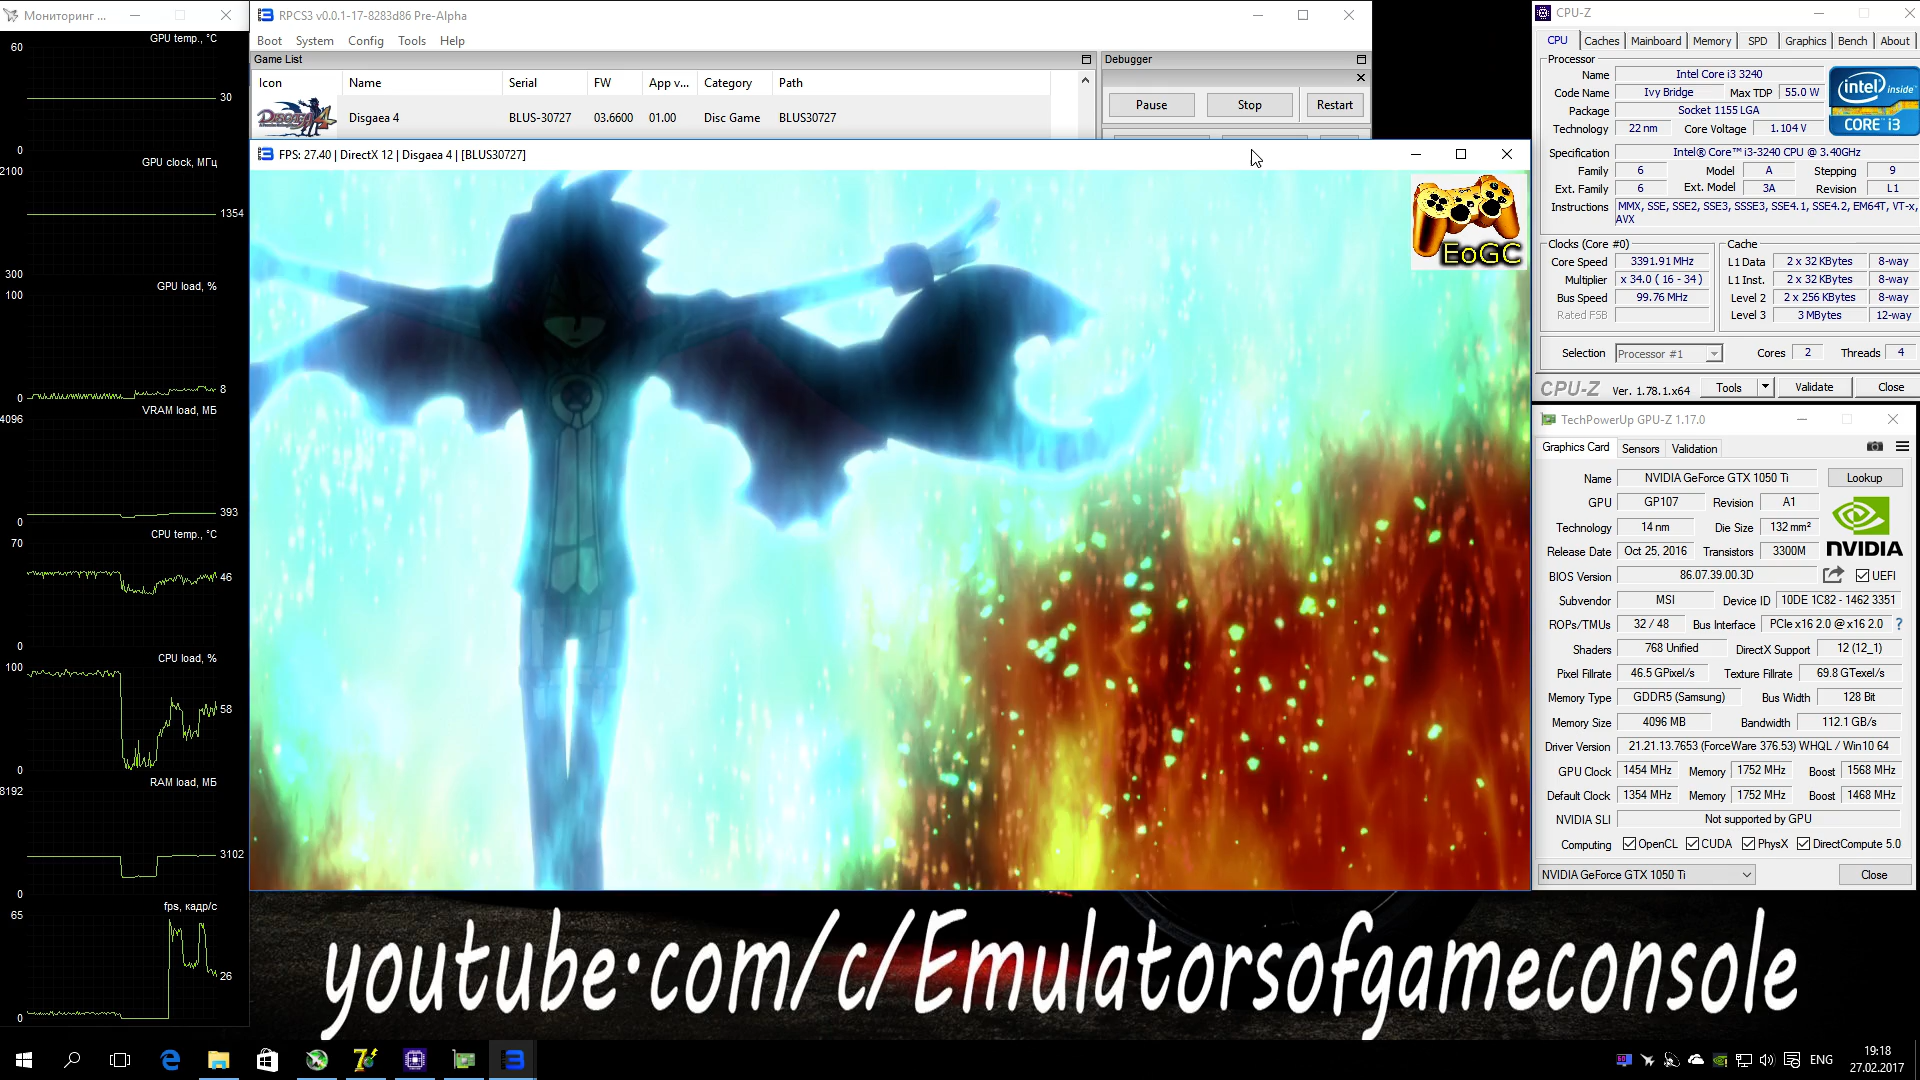 Мониторинг ...
GPU temp., °C
60
30
0
GPU clock, МГц
2100
1354
300
GPU load, %
100
8
0
VRAM load, МБ
4096
393
0
CPU temp., °C
70
46
0
CPU load, %
100
58
0
RAM load, МБ
8192
3102
0
fps, кадр/с
65
26
0
RPCS3 v0.0.1-17-8283d86 Pre-Alpha
Boot System Config Tools Help
Game List
Icon Name Serial FW App v... Category Path
DISGAEA 4 Disgaea 4 BLUS-30727 03.6600 01.00 Disc Game BLUS30727
Debugger
Pause Stop Restart
FPS: 27.40 | DirectX 12 | Disgaea 4 | [BLUS30727]
EoGC
CPU-Z
CPU Caches Mainboard Memory SPD Graphics Bench About
Processor
Name Intel Core i3 3240
Code Name Ivy Bridge Max TDP 55.0 W
Package Socket 1155 LGA
Technology 22 nm Core Voltage 1.104 V
intel inside™
CORE i3
Specification Intel® Core™ i3-3240 CPU @ 3.40GHz
Family 6 Model A Stepping 9
Ext. Family 6 Ext. Model 3A Revision L1
Instructions MMX, SSE, SSE2, SSE3, SSSE3, SSE4.1, SSE4.2, EM64T, VT-x,
AVX
Clocks (Core #0)
Core Speed 3391.91 MHz
Multiplier x 34.0 ( 16 - 34 )
Bus Speed 99.76 MHz
Rated FSB
Cache
L1 Data 2 x 32 KBytes 8-way
L1 Inst. 2 x 32 KBytes 8-way
Level 2 2 x 256 KBytes 8-way
Level 3 3 MBytes 12-way
Selection Processor #1 Cores 2 Threads 4
CPU-Z Ver. 1.78.1.x64 Tools Validate Close
TechPowerUp GPU-Z 1.17.0
Graphics Card Sensors Validation
Name NVIDIA GeForce GTX 1050 Ti Lookup
GPU GP107 Revision A1
Technology 14 nm Die Size 132 mm²
Release Date Oct 25, 2016 Transistors 3300M
NVIDIA
BIOS Version 86.07.39.00.3D UEFI
Subvendor MSI Device ID 10DE 1C82 - 1462 3351
ROPs/TMUs 32 / 48 Bus Interface PCIe x16 2.0 @ x16 2.0 ?
Shaders 768 Unified DirectX Support 12 (12_1)
Pixel Fillrate 46.5 GPixel/s Texture Fillrate 69.8 GTexel/s
Memory Type GDDR5 (Samsung) Bus Width 128 Bit
Memory Size 4096 MB Bandwidth 112.1 GB/s
Driver Version 21.21.13.7653 (ForceWare 376.53) WHQL / Win10 64
GPU Clock 1454 MHz Memory 1752 MHz Boost 1568 MHz
Default Clock 1354 MHz Memory 1752 MHz Boost 1468 MHz
NVIDIA SLI Not supported by GPU
Computing OpenCL CUDA PhysX DirectCompute 5.0
NVIDIA GeForce GTX 1050 Ti Close
youtube.com/c/Emulatorsofgameconsole
ENG
19:18
27.02.2017